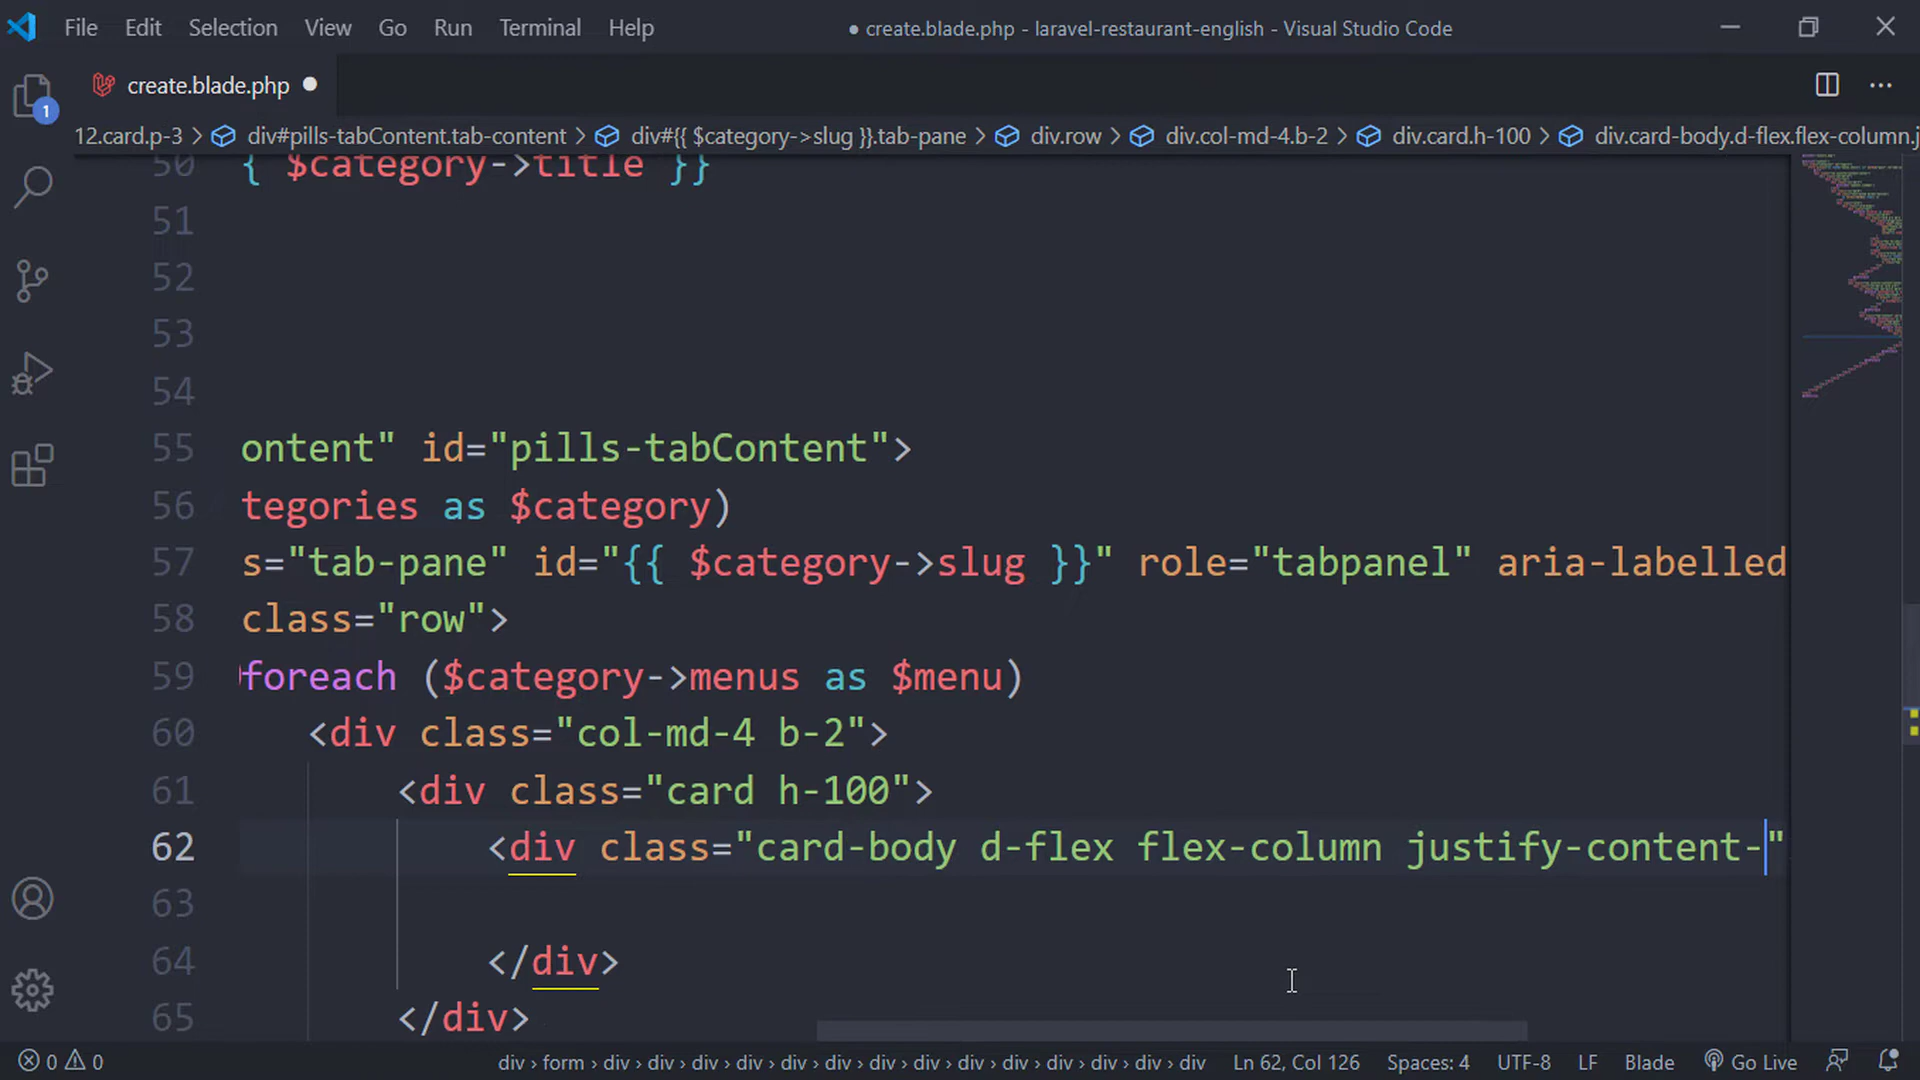 File Edit Selection View Go Run Terminal Help
● create.blade.php - laravel-restaurant-english - Visual Studio Code
create.blade.php ●
12.card.p-3 > div#pills-tabContent.tab-content > div#{{ $category->slug }}.tab-pane > div.row > div.col-md-4.b-2 > div.card.h-100 > div.card-body.d-flex.flex-column.j
1
50 { $category->title }}
51
52
53
54
55 ontent" id="pills-tabContent">
56 tegories as $category)
57 s="tab-pane" id="{{ $category->slug }}" role="tabpanel" aria-labelled
58 class="row">
59 foreach ($category->menus as $menu)
60 <div class="col-md-4 b-2">
61 <div class="card h-100">
62 <div class="card-body d-flex flex-column justify-content-"
63
64 </div>
65 </div>
0 0 div > form > div > div > div > div > div > div > div > div > div > div > div > div > div Ln 62, Col 126 Spaces: 4 UTF-8 LF Blade Go Live